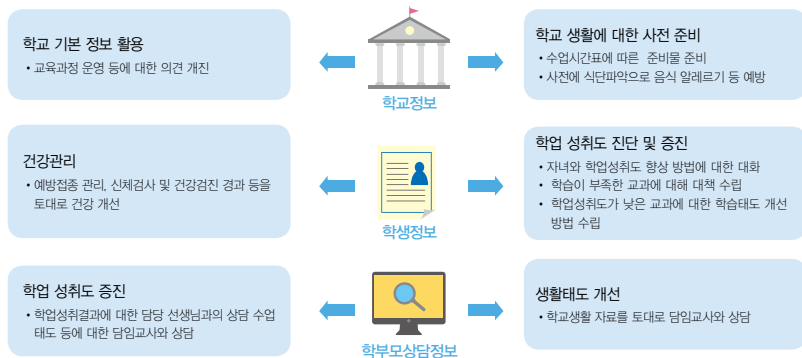 학교 기본 정보 활용
• 교육과정 운영 등에 대한 의견 개진
학교정보
학교 생활에 대한 사전 준비
• 수업시간표에 따른 준비물 준비
• 사전에 식단파악으로 음식 알레르기 등 예방
건강관리
• 예방접종 관리, 신체검사 및 건강검진 경과 등을
토대로 건강 개선
학생정보
학업 성취도 진단 및 증진
• 자녀와 학업성취도 향상 방법에 대한 대화
• 학습이 부족한 교과에 대해 대책 수립
• 학업성취도가 낮은 교과에 대한 학습태도 개선
방법 수립
학업 성취도 증진
• 학업성취결과에 대한 담당 선생님과의 상담 수업
태도 등에 대한 담임교사와 상담
학부모상담정보
생활태도 개선
• 학교생활 자료를 토대로 담임교사와 상담